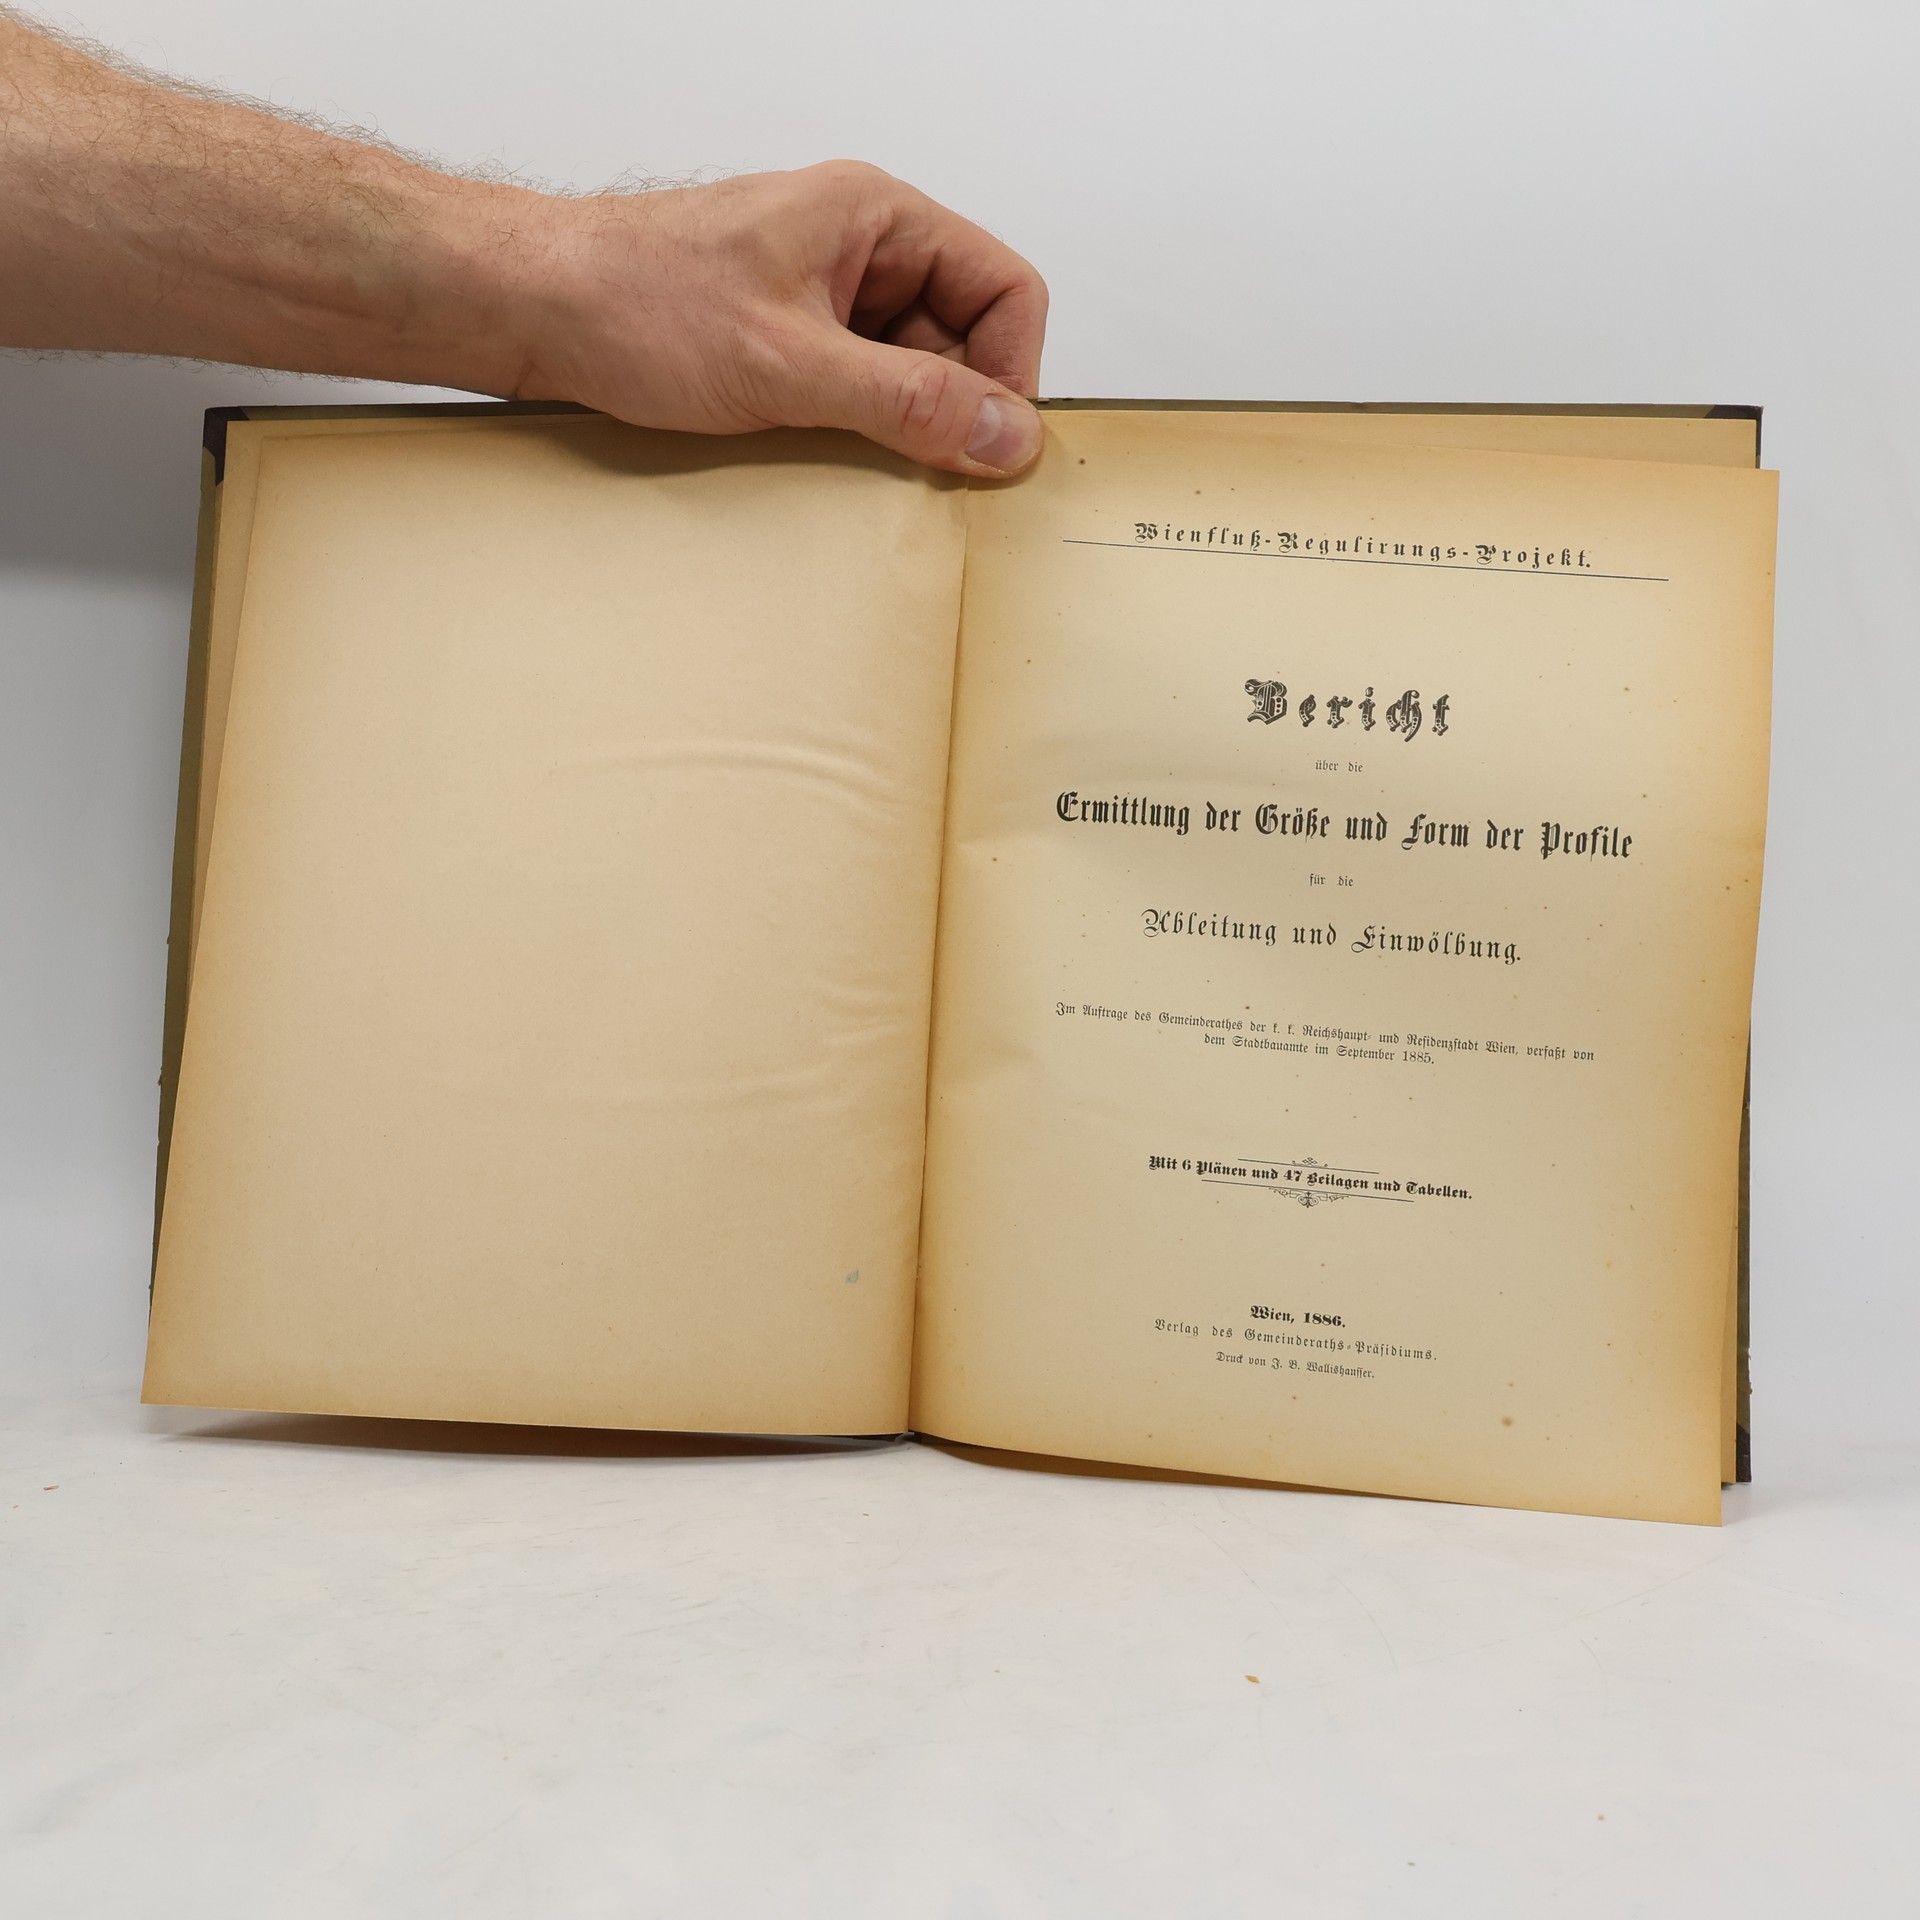 Wienfluß-Regulirungs-Projekt.
Bericht
über die
Ermittlung der Größe und Form der Profile
für die
Ableitung und Einwölbung.
Im Auftrage des Gemeinderathes der k. k. Reichshaupt- und Residenzstadt Wien, verfaßt von
dem Stadtbauamte im September 1885.
Mit 6 Plänen und 47 Beilagen und Tabellen.
Wien, 1886.
Verlag des Gemeinderaths-Präsidiums.
Druck von J. B. Wallishausser.